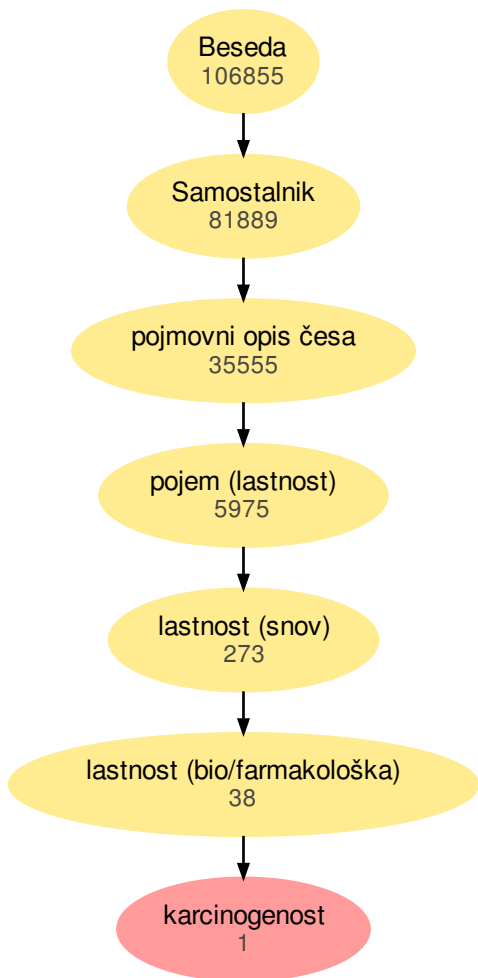 Beseda
106855
Samostalnik
81889
pojmovni opis česa
35555
pojem (lastnost)
5975
lastnost (snov)
273
lastnost (bio/farmakološka)
38
karcinogenost
1